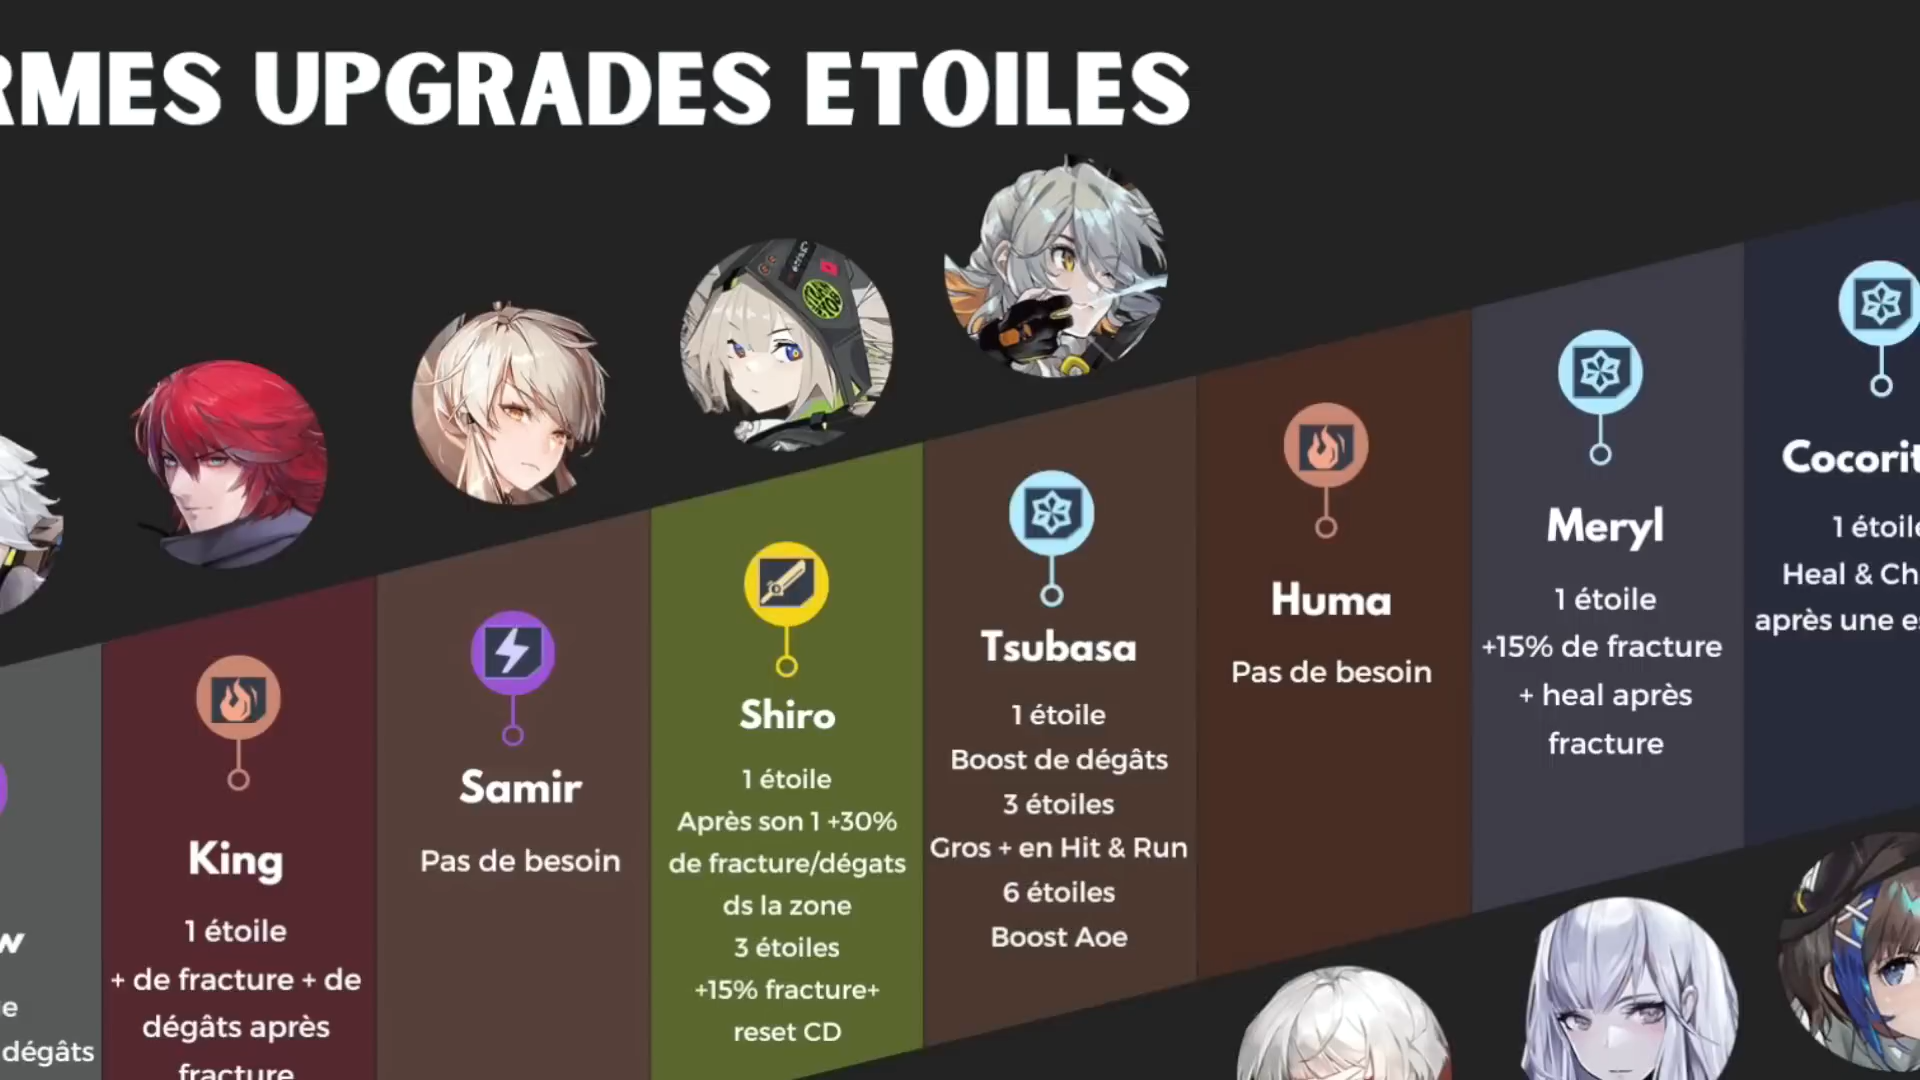 RMES UPGRADES ETOILES
w
e
dégâts
King
1 étoile
+ de fracture + de
dégâts après
fracture
Samir
Pas de besoin
Shiro
1 étoile
Après son 1 +30%
de fracture/dégats
ds la zone
3 étoiles
+15% fracture+
reset CD
Tsubasa
1 étoile
Boost de dégâts
3 étoiles
Gros + en Hit & Run
6 étoiles
Boost Aoe
Huma
Pas de besoin
Meryl
1 étoile
+15% de fracture
+ heal après
fracture
Cocorit
1 étoile
Heal & Ch
après une es